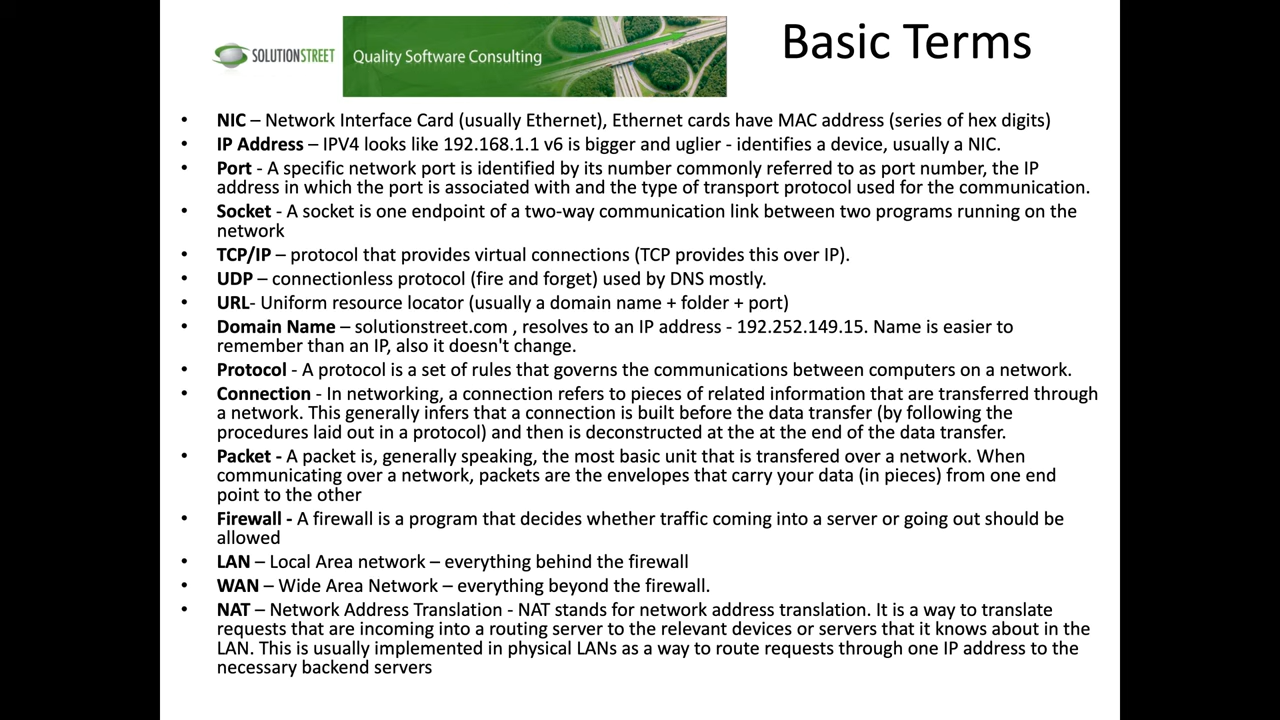 SOLUTIONSTREET
Quality Software Consulting
Basic Terms
• NIC – Network Interface Card (usually Ethernet), Ethernet cards have MAC address (series of hex digits)
• IP Address – IPV4 looks like 192.168.1.1 v6 is bigger and uglier - identifies a device, usually a NIC.
• Port - A specific network port is identified by its number commonly referred to as port number, the IP
address in which the port is associated with and the type of transport protocol used for the communication.
• Socket - A socket is one endpoint of a two-way communication link between two programs running on the
network
• TCP/IP – protocol that provides virtual connections (TCP provides this over IP).
• UDP – connectionless protocol (fire and forget) used by DNS mostly.
• URL- Uniform resource locator (usually a domain name + folder + port)
• Domain Name – solutionstreet.com , resolves to an IP address - 192.252.149.15. Name is easier to
remember than an IP, also it doesn't change.
• Protocol - A protocol is a set of rules that governs the communications between computers on a network.
• Connection - In networking, a connection refers to pieces of related information that are transferred through
a network. This generally infers that a connection is built before the data transfer (by following the
procedures laid out in a protocol) and then is deconstructed at the at the end of the data transfer.
• Packet - A packet is, generally speaking, the most basic unit that is transfered over a network. When
communicating over a network, packets are the envelopes that carry your data (in pieces) from one end
point to the other
• Firewall - A firewall is a program that decides whether traffic coming into a server or going out should be
allowed
• LAN – Local Area network – everything behind the firewall
• WAN – Wide Area Network – everything beyond the firewall.
• NAT – Network Address Translation - NAT stands for network address translation. It is a way to translate
requests that are incoming into a routing server to the relevant devices or servers that it knows about in the
LAN. This is usually implemented in physical LANs as a way to route requests through one IP address to the
necessary backend servers